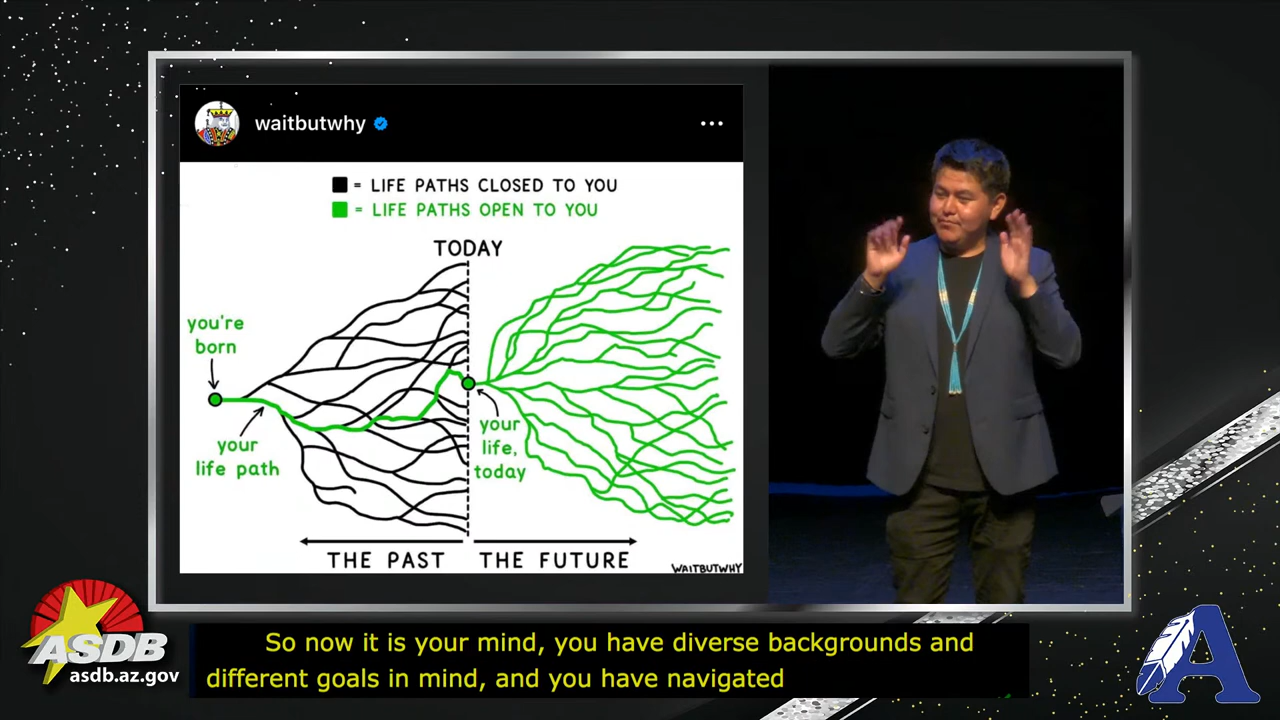 waitbutwhy
= LIFE PATHS CLOSED TO YOU
= LIFE PATHS OPEN TO YOU
TODAY
you're
born
your
life path
your
life,
today
THE PAST
THE FUTURE
WAITBUTWHY
ASDB
asdb.az.gov
So now it is your mind, you have diverse backgrounds and
different goals in mind, and you have navigated
A